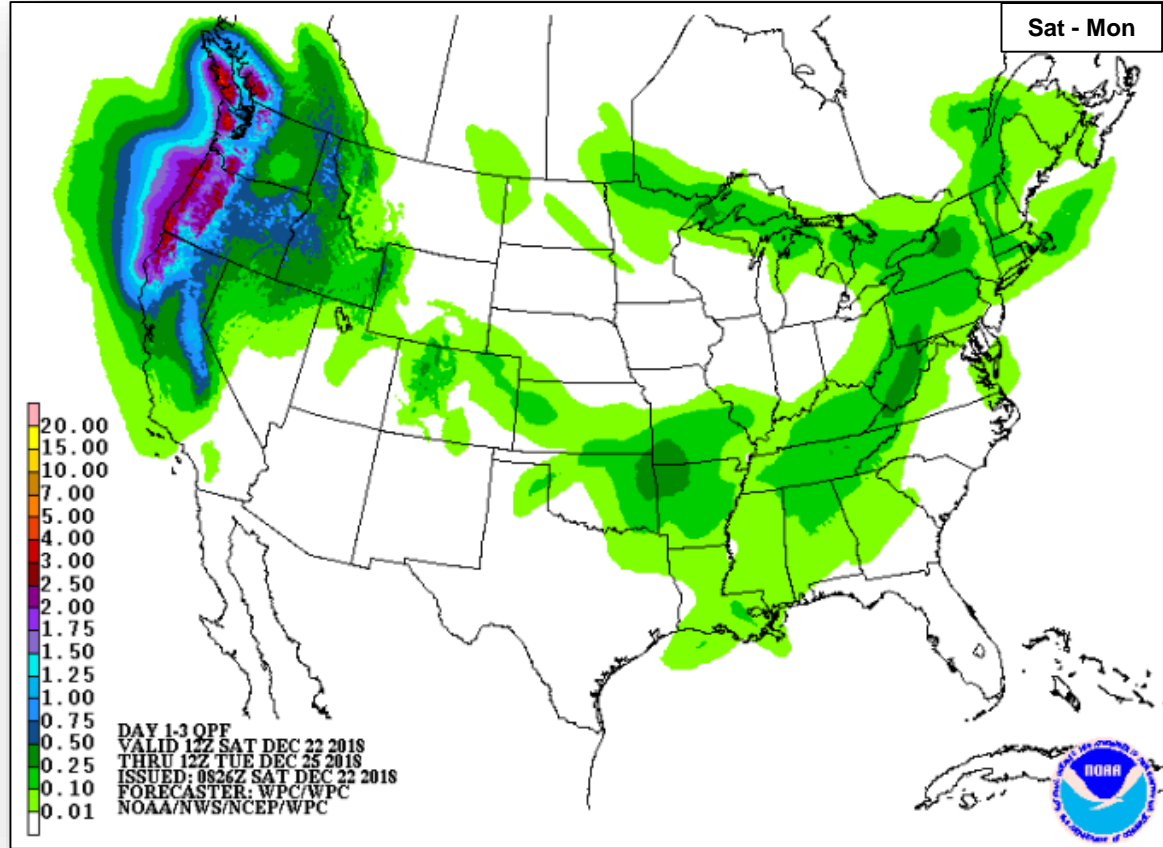 Sat - Mon
20.00
15.00
10.00
7.00
5.00
4.00
3.00
2.50
2.00
1.75
1.50
1.25
1.00
0.75
0.50
0.25
0.10
0.01
DAY 1-3 QPF
VALID 12Z SAT DEC 22 2018
THRU 12Z TUE DEC 25 2018
ISSUED: 0826Z SAT DEC 22 2018
FORECASTER: WPC/WPC
NOAA/NWS/NCEP/WPC
NOAA